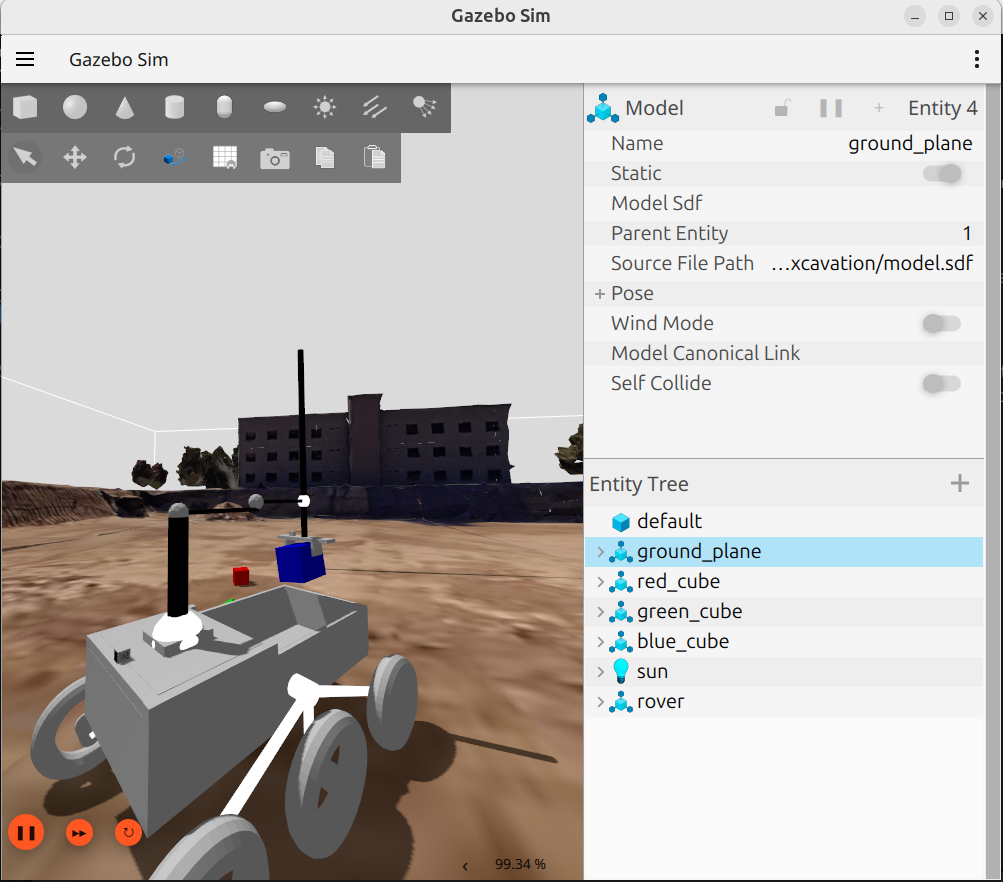 Gazebo Sim
Gazebo Sim
Model
Entity 4
Name ground_plane
Static
Model Sdf
Parent Entity 1
Source File Path …xcavation/model.sdf
+ Pose
Wind Mode
Model Canonical Link
Self Collide
Entity Tree
default
ground_plane
red_cube
green_cube
blue_cube
sun
rover
99.34 %